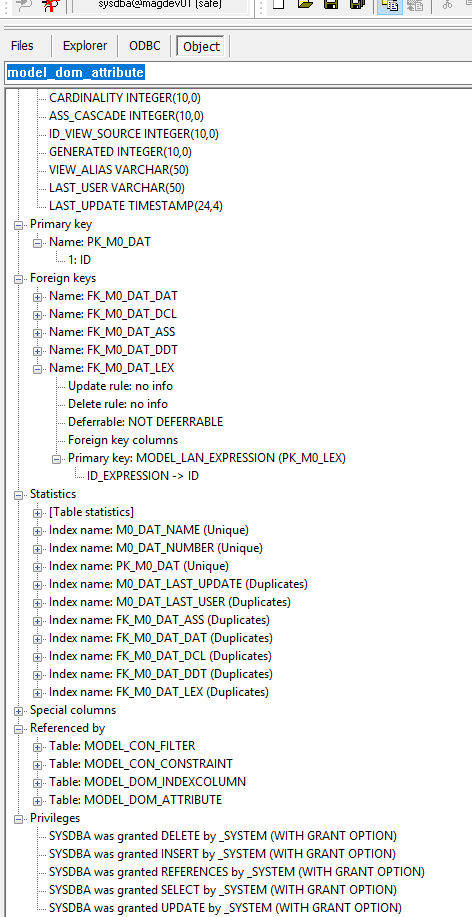 sysdba@magdev01 (safe)
Files
Explorer
ODBC
Object
model_dom_attribute
CARDINALITY INTEGER(10,0)
ASS_CASCADE INTEGER(10,0)
ID_VIEW_SOURCE INTEGER(10,0)
GENERATED INTEGER(10,0)
VIEW_ALIAS VARCHAR(50)
LAST_USER VARCHAR(50)
LAST_UPDATE TIMESTAMP(24,4)
Primary key
Name: PK_M0_DAT
1: ID
Foreign keys
Name: FK_M0_DAT_DAT
Name: FK_M0_DAT_DCL
Name: FK_M0_DAT_ASS
Name: FK_M0_DAT_DDT
Name: FK_M0_DAT_LEX
Update rule: no info
Delete rule: no info
Deferrable: NOT DEFERRABLE
Foreign key columns
Primary key: MODEL_LAN_EXPRESSION (PK_M0_LEX)
ID_EXPRESSION -> ID
Statistics
[Table statistics]
Index name: M0_DAT_NAME (Unique)
Index name: M0_DAT_NUMBER (Unique)
Index name: PK_M0_DAT (Unique)
Index name: M0_DAT_LAST_UPDATE (Duplicates)
Index name: M0_DAT_LAST_USER (Duplicates)
Index name: FK_M0_DAT_ASS (Duplicates)
Index name: FK_M0_DAT_DAT (Duplicates)
Index name: FK_M0_DAT_DCL (Duplicates)
Index name: FK_M0_DAT_DDT (Duplicates)
Index name: FK_M0_DAT_LEX (Duplicates)
Special columns
Referenced by
Table: MODEL_CON_FILTER
Table: MODEL_CON_CONSTRAINT
Table: MODEL_DOM_INDEXCOLUMN
Table: MODEL_DOM_ATTRIBUTE
Privileges
SYSDBA was granted DELETE by _SYSTEM (WITH GRANT OPTION)
SYSDBA was granted INSERT by _SYSTEM (WITH GRANT OPTION)
SYSDBA was granted REFERENCES by _SYSTEM (WITH GRANT OPTION)
SYSDBA was granted SELECT by _SYSTEM (WITH GRANT OPTION)
SYSDBA was granted UPDATE by _SYSTEM (WITH GRANT OPTION)